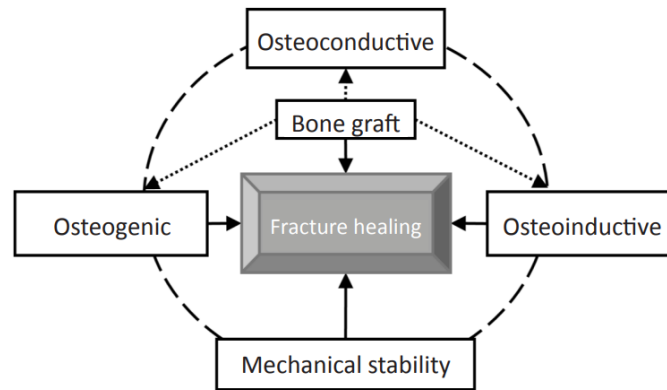 Osteoconductive
Bone graft
Osteogenic
Fracture healing
Osteoinductive
Mechanical stability